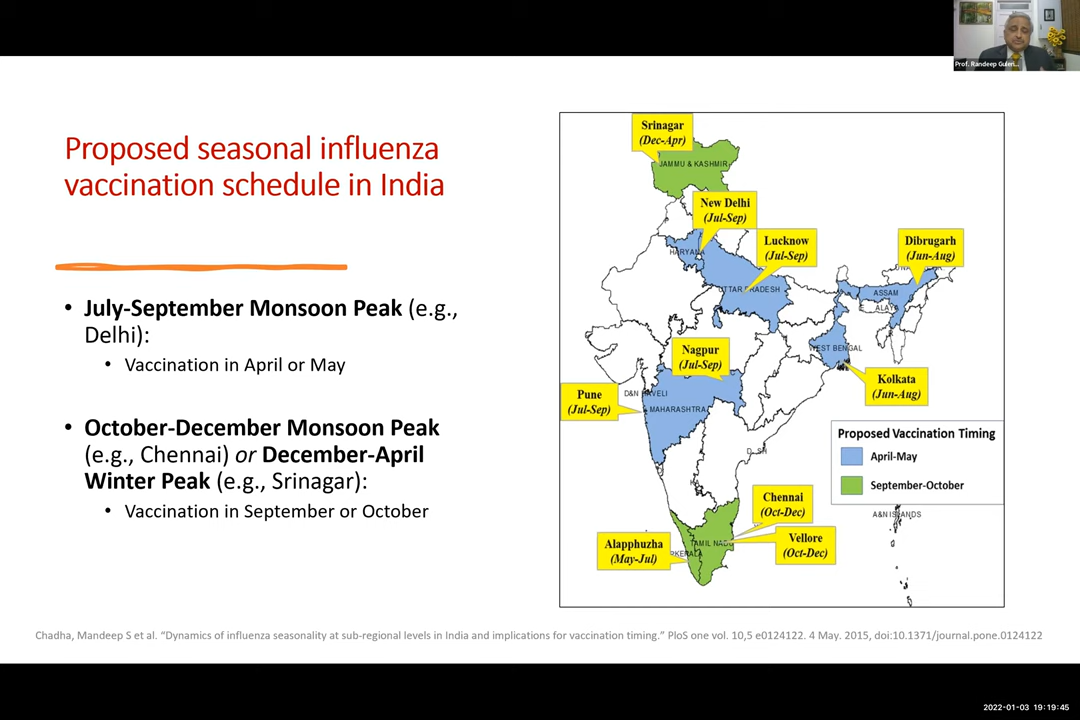 Prof. Randeep Guleri...
Proposed seasonal influenza
vaccination schedule in India
• July-September Monsoon Peak (e.g.,
Delhi):
• Vaccination in April or May
• October-December Monsoon Peak
(e.g., Chennai) or December-April
Winter Peak (e.g., Srinagar):
• Vaccination in September or October
Srinagar
(Dec-Apr)
JAMMU & KASHMIR
New Delhi
(Jul-Sep)
HARYANA
Lucknow
(Jul-Sep)
UTTAR PRADESH
Dibrugarh
(Jun-Aug)
ASSAM
ALAY
WEST BENGAL
Nagpur
(Jul-Sep)
Kolkata
(Jun-Aug)
D&N HAVELI
Pune
(Jul-Sep)
MAHARASHTRA
Proposed Vaccination Timing
April-May
September-October
KA
Chennai
(Oct-Dec)
A&N ISLANDS
Vellore
(Oct-Dec)
TAMIL NADU
Alapphuzha
(May-Jul)
KERALA
Chadha, Mandeep S et al. “Dynamics of influenza seasonality at sub-regional levels in India and implications for vaccination timing.” PloS one vol. 10,5 e0124122. 4 May. 2015, doi:10.1371/journal.pone.0124122
2022-01-03 19:19:45